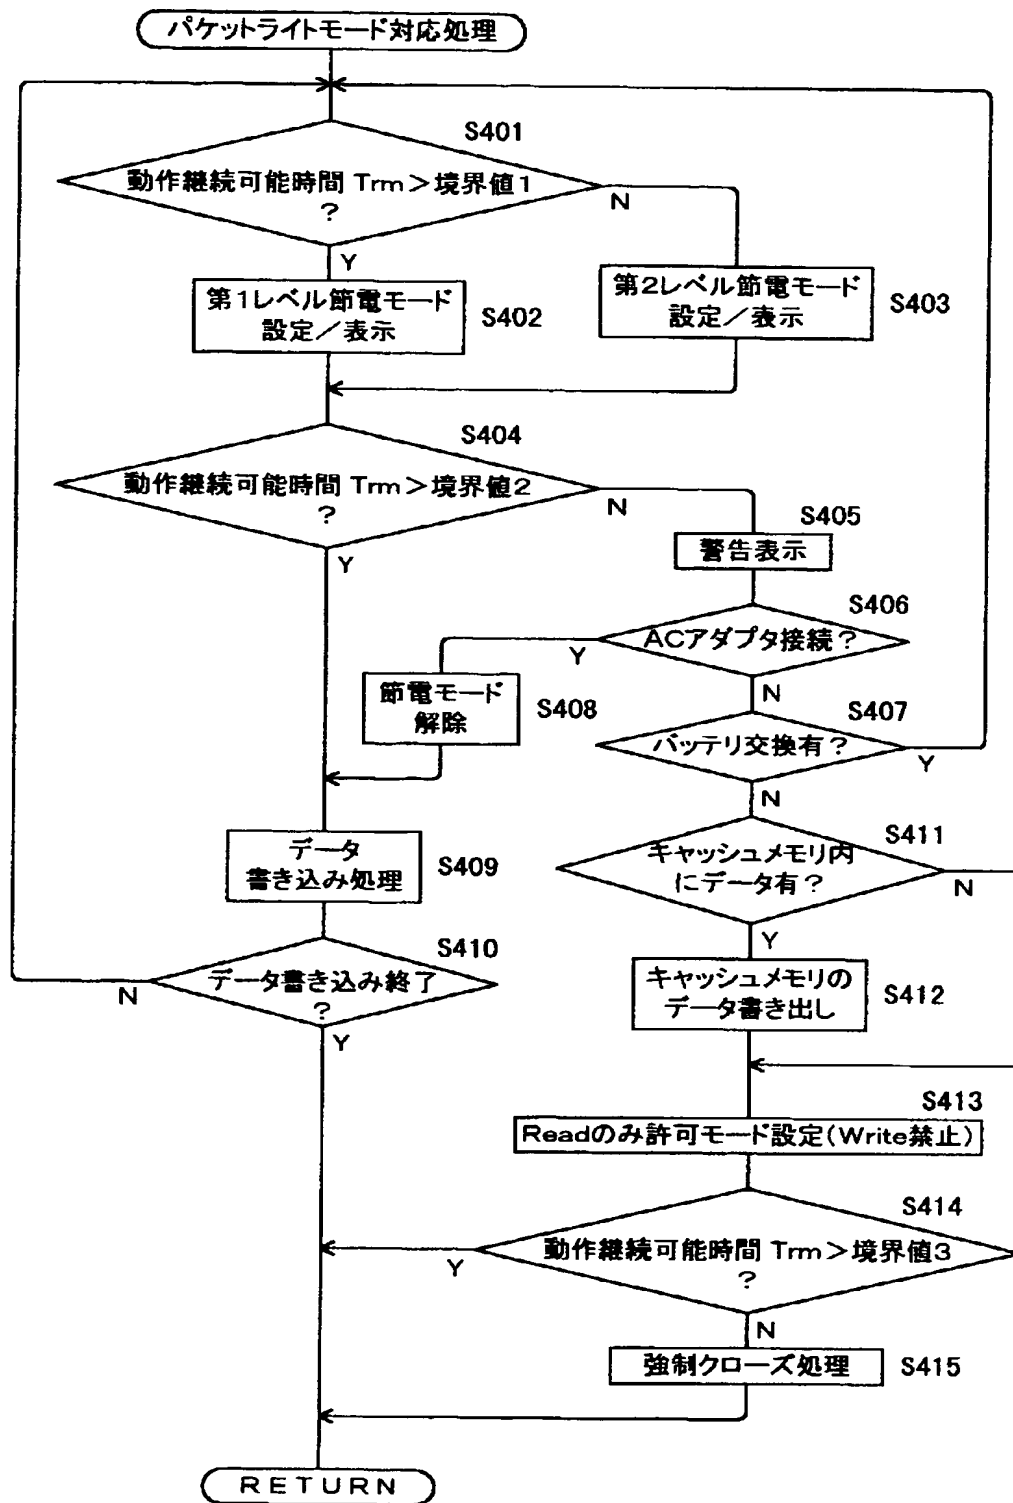 パケットライトモード対応処理
S401
動作継続可能時間 Trm>境界値1
?
N
Y
第1レベル節電モード
設定/表示
S402
第2レベル節電モード
設定/表示
S403
S404
動作継続可能時間 Trm>境界値2
?
N
Y
S405
警告表示
S406
ACアダプタ接続?
Y
N
節電モード
解除
S408
S407
バッテリ交換有?
Y
N
データ
書き込み処理
S409
S411
キャッシュメモリ内
にデータ有?
N
Y
S410
データ書き込み終了
?
N
Y
キャッシュメモリの
データ書き出し
S412
S413
Readのみ許可モード設定(Write禁止)
S414
動作継続可能時間 Trm>境界値3
?
Y
N
強制クローズ処理
S415
RETURN